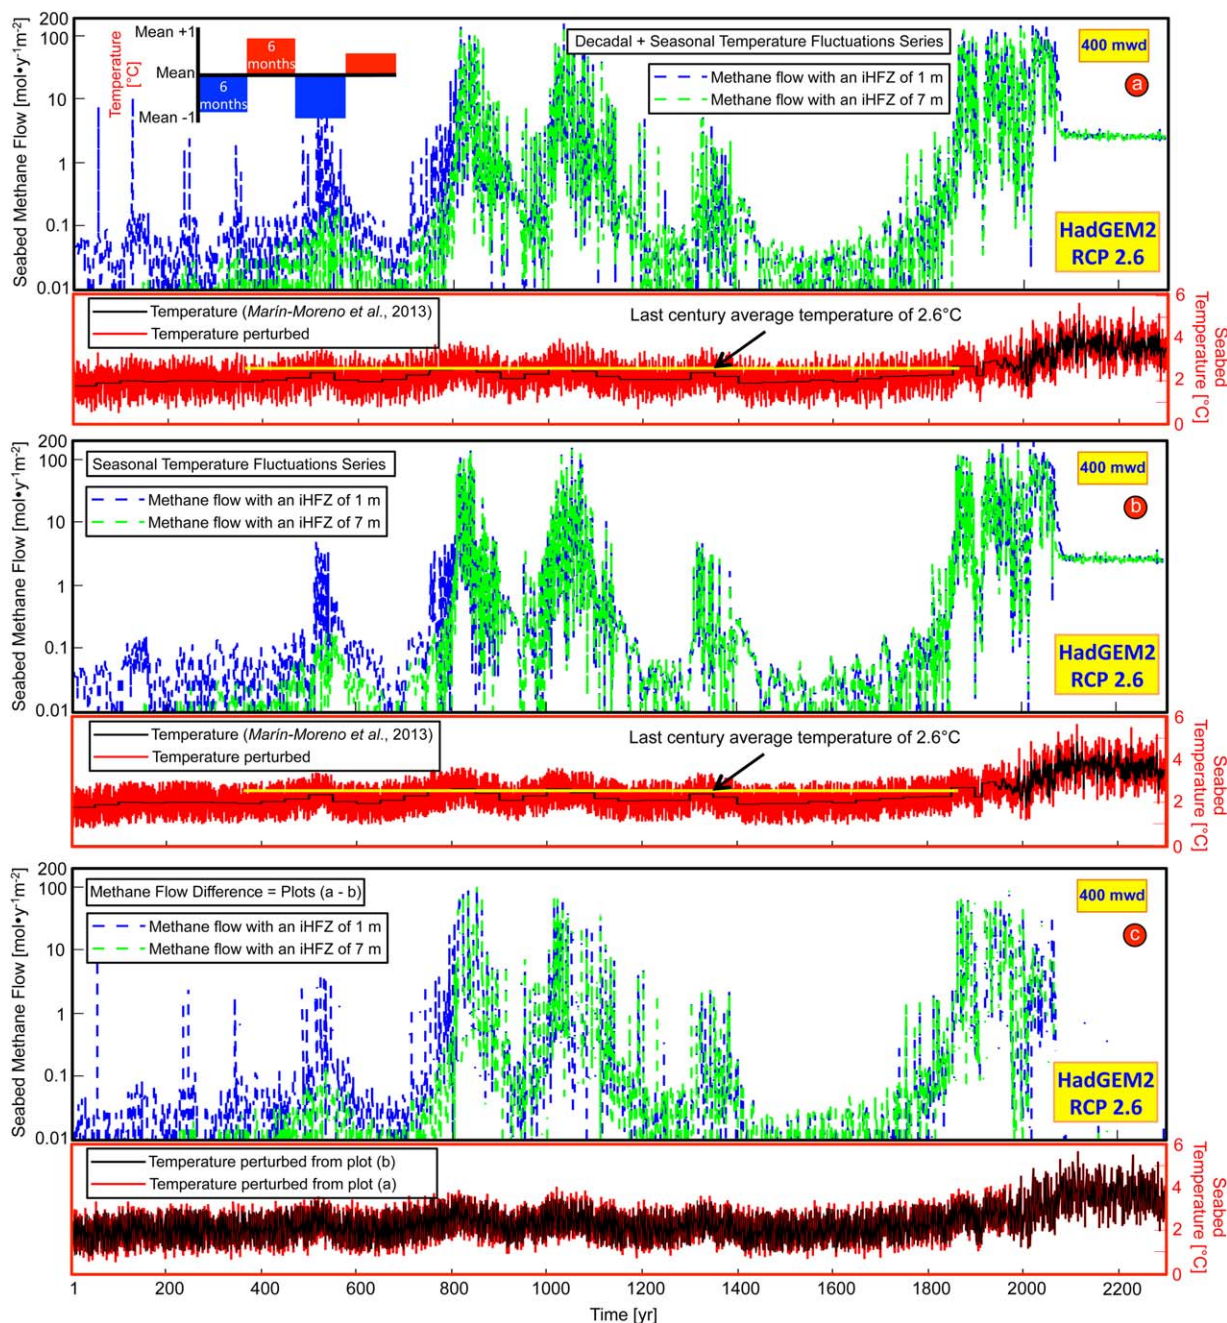 200
100
10
1
0.1
0.01
Seabed Methane Flow [mol•y⁻¹m⁻²]
Temperature
[°C]
Mean +1
Mean
Mean -1
6
months
6
months
Decadal + Seasonal Temperature Fluctuations Series
Methane flow with an iHFZ of 1 m
Methane flow with an iHFZ of 7 m
400 mwd
a
HadGEM2
RCP 2.6
Temperature (Marín-Moreno et al., 2013)
Temperature perturbed
Last century average temperature of 2.6°C
6
4
2
0
Seabed
Temperature [°C]
200
100
10
1
0.1
0.01
Seabed Methane Flow [mol•y⁻¹m⁻²]
Seasonal Temperature Fluctuations Series
Methane flow with an iHFZ of 1 m
Methane flow with an iHFZ of 7 m
400 mwd
b
HadGEM2
RCP 2.6
Temperature (Marín-Moreno et al., 2013)
Temperature perturbed
Last century average temperature of 2.6°C
6
4
2
0
Seabed
Temperature [°C]
200
100
10
1
0.1
0.01
Seabed Methane Flow [mol•y⁻¹m⁻²]
Methane Flow Difference = Plots (a - b)
Methane flow with an iHFZ of 1 m
Methane flow with an iHFZ of 7 m
400 mwd
c
HadGEM2
RCP 2.6
Temperature perturbed from plot (b)
Temperature perturbed from plot (a)
6
4
2
0
Seabed
Temperature [°C]
1 200 400 600 800 1000 1200 1400 1600 1800 2000 2200
Time [yr]